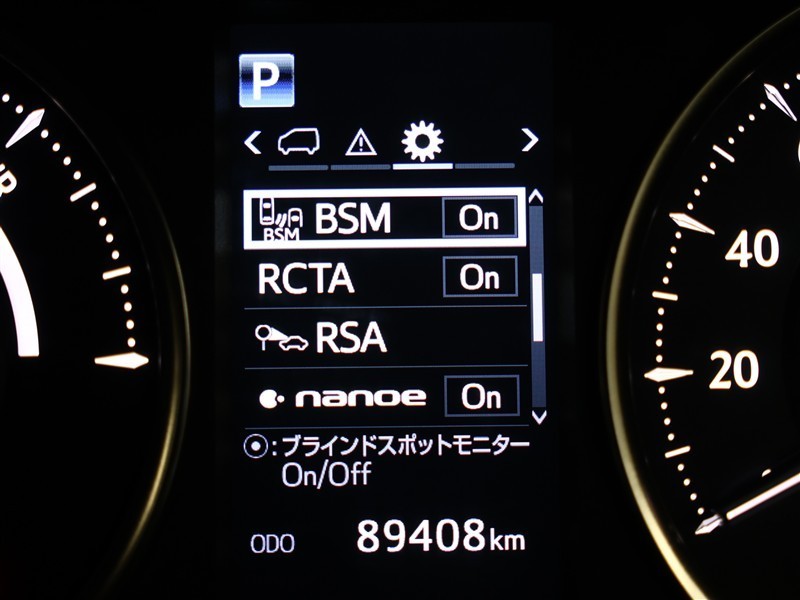 P
BSM BSM On
RCTA On
RSA
nanoe On
:ブラインドスポットモニター
On/Off
ODO 89408km
40
20